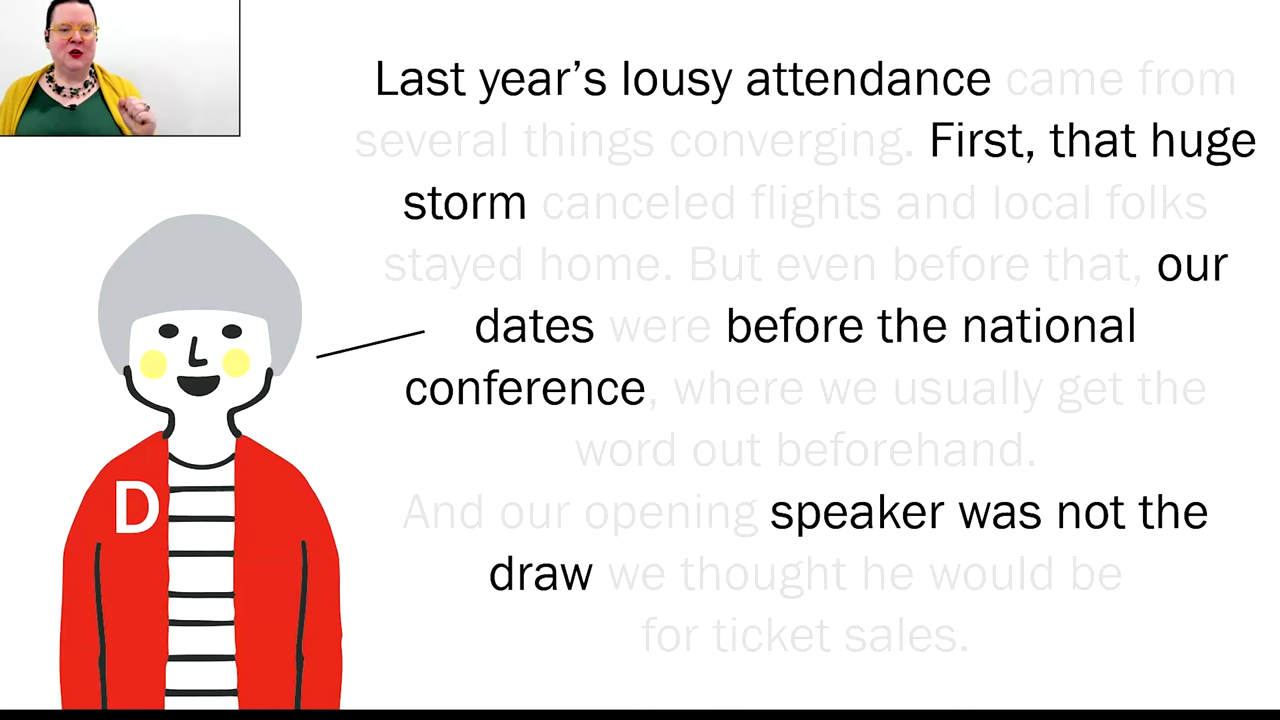 Last year’s lousy attendance came from
several things converging. First, that huge
storm canceled flights and local folks
stayed home. But even before that, our
dates were before the national
conference, where we usually get the
word out beforehand.
And our opening speaker was not the
draw we thought he would be
for ticket sales.
D